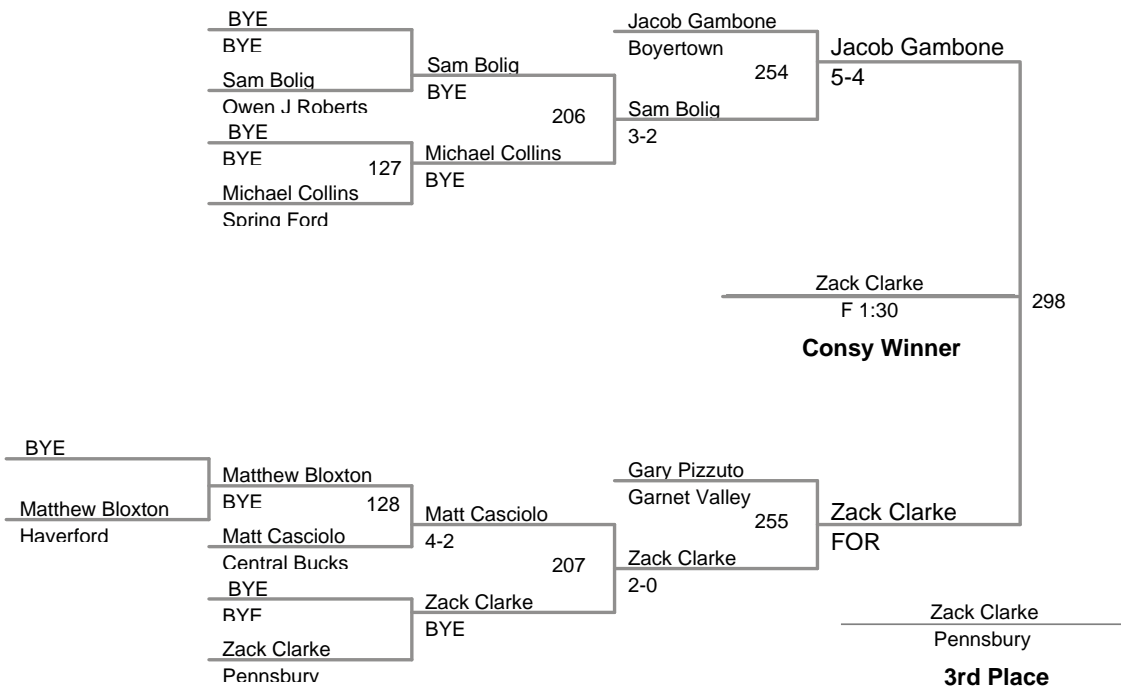 BYE
BYE
Sam Bolig
Owen J Roberts
BYE
BYE
127
Michael Collins
Spring Ford
Sam Bolig
BYE
206
Michael Collins
BYE
Jacob Gambone
Boyertown
254
Sam Bolig
3-2
Jacob Gambone
5-4
Zack Clarke
F 1:30
298
Consy Winner
BYE
Matthew Bloxton
Haverford
Matthew Bloxton
BYE
128
Matt Casciolo
Central Bucks
BYE
BYE
Zack Clarke
Pennsbury
Matt Casciolo
4-2
207
Zack Clarke
BYE
Gary Pizzuto
Garnet Valley
255
Zack Clarke
2-0
Zack Clarke
FOR
Zack Clarke
Pennsbury
3rd Place